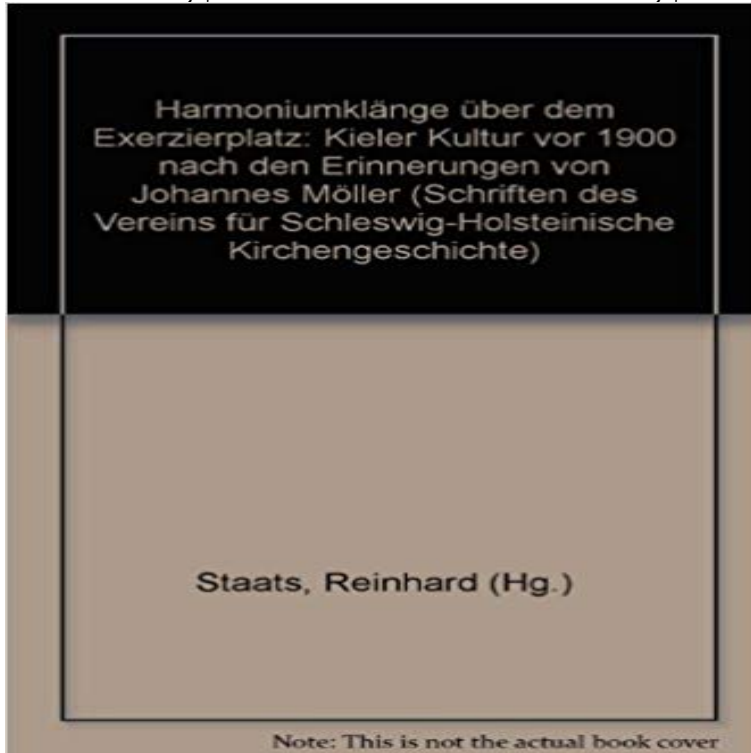 Harmoniumklänge über dem
Exerzierplatz: Kieler Kultur vor 1900
nach den Erinnerungen von
Johannes Möller (Schriften des
Vereins für Schleswig-Holsteinische
Kirchengeschichte)
Staats, Reinhard (Hg.)
Note: This is not the actual book cover